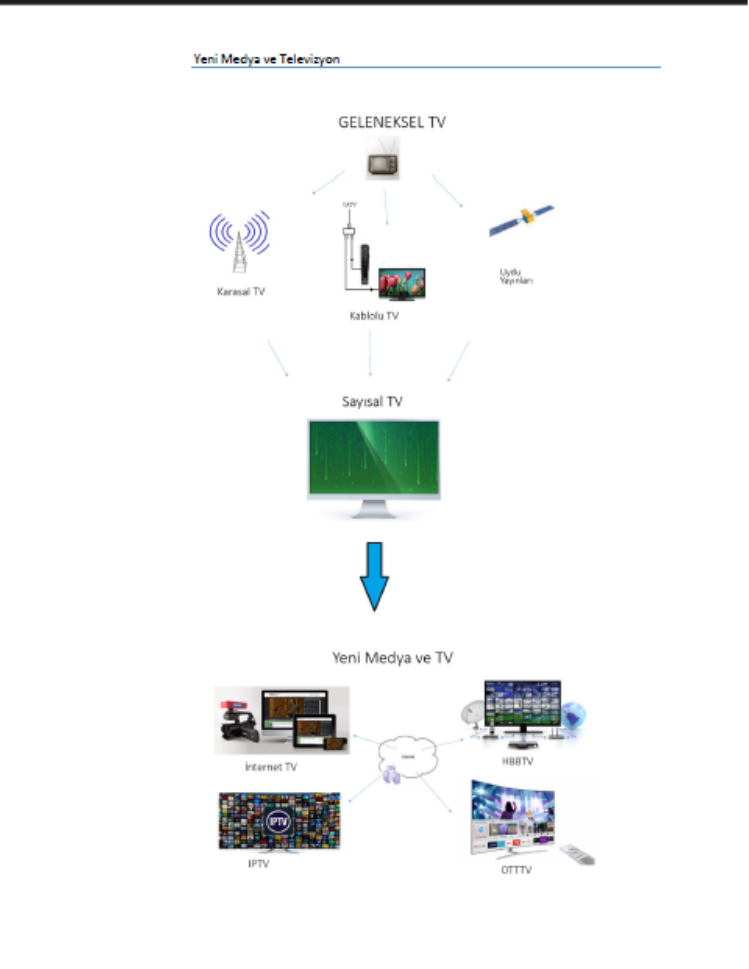 Yeni Medya ve Televizyon
GELENEKSEL TV
CATV
Karasal TV
Kablolu TV
Uydu
Yayınları
Sayısal TV
Yeni Medya ve TV
İnternet TV
HBBTV
IPTV
IPTV
OTTTV